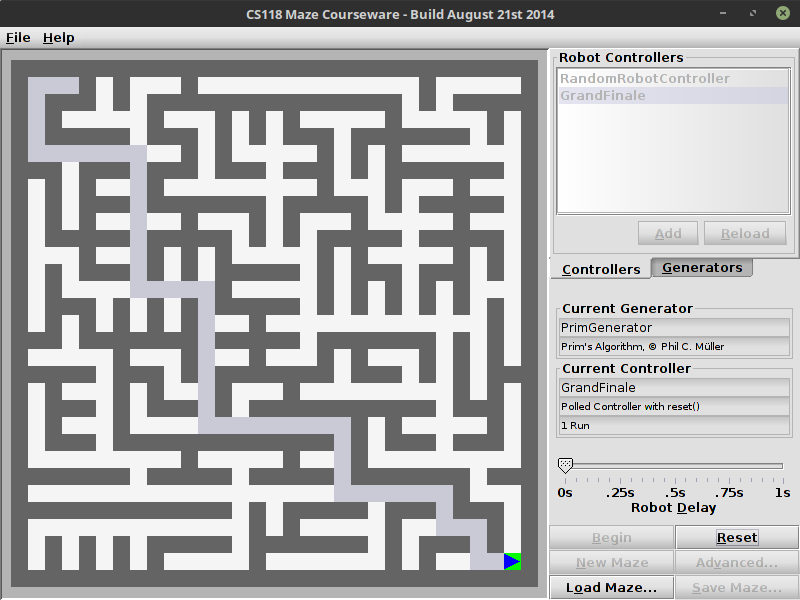 CS118 Maze Courseware - Build August 21st 2014
File Help
Robot Controllers
RandomRobotController
GrandFinale
Add Reload
Controllers Generators
Current Generator
PrimGenerator
Prim's Algorithm, © Phil C. Müller
Current Controller
GrandFinale
Polled Controller with reset()
1 Run
0s .25s .5s .75s 1s
Robot Delay
Begin Reset
New Maze Advanced...
Load Maze... Save Maze...